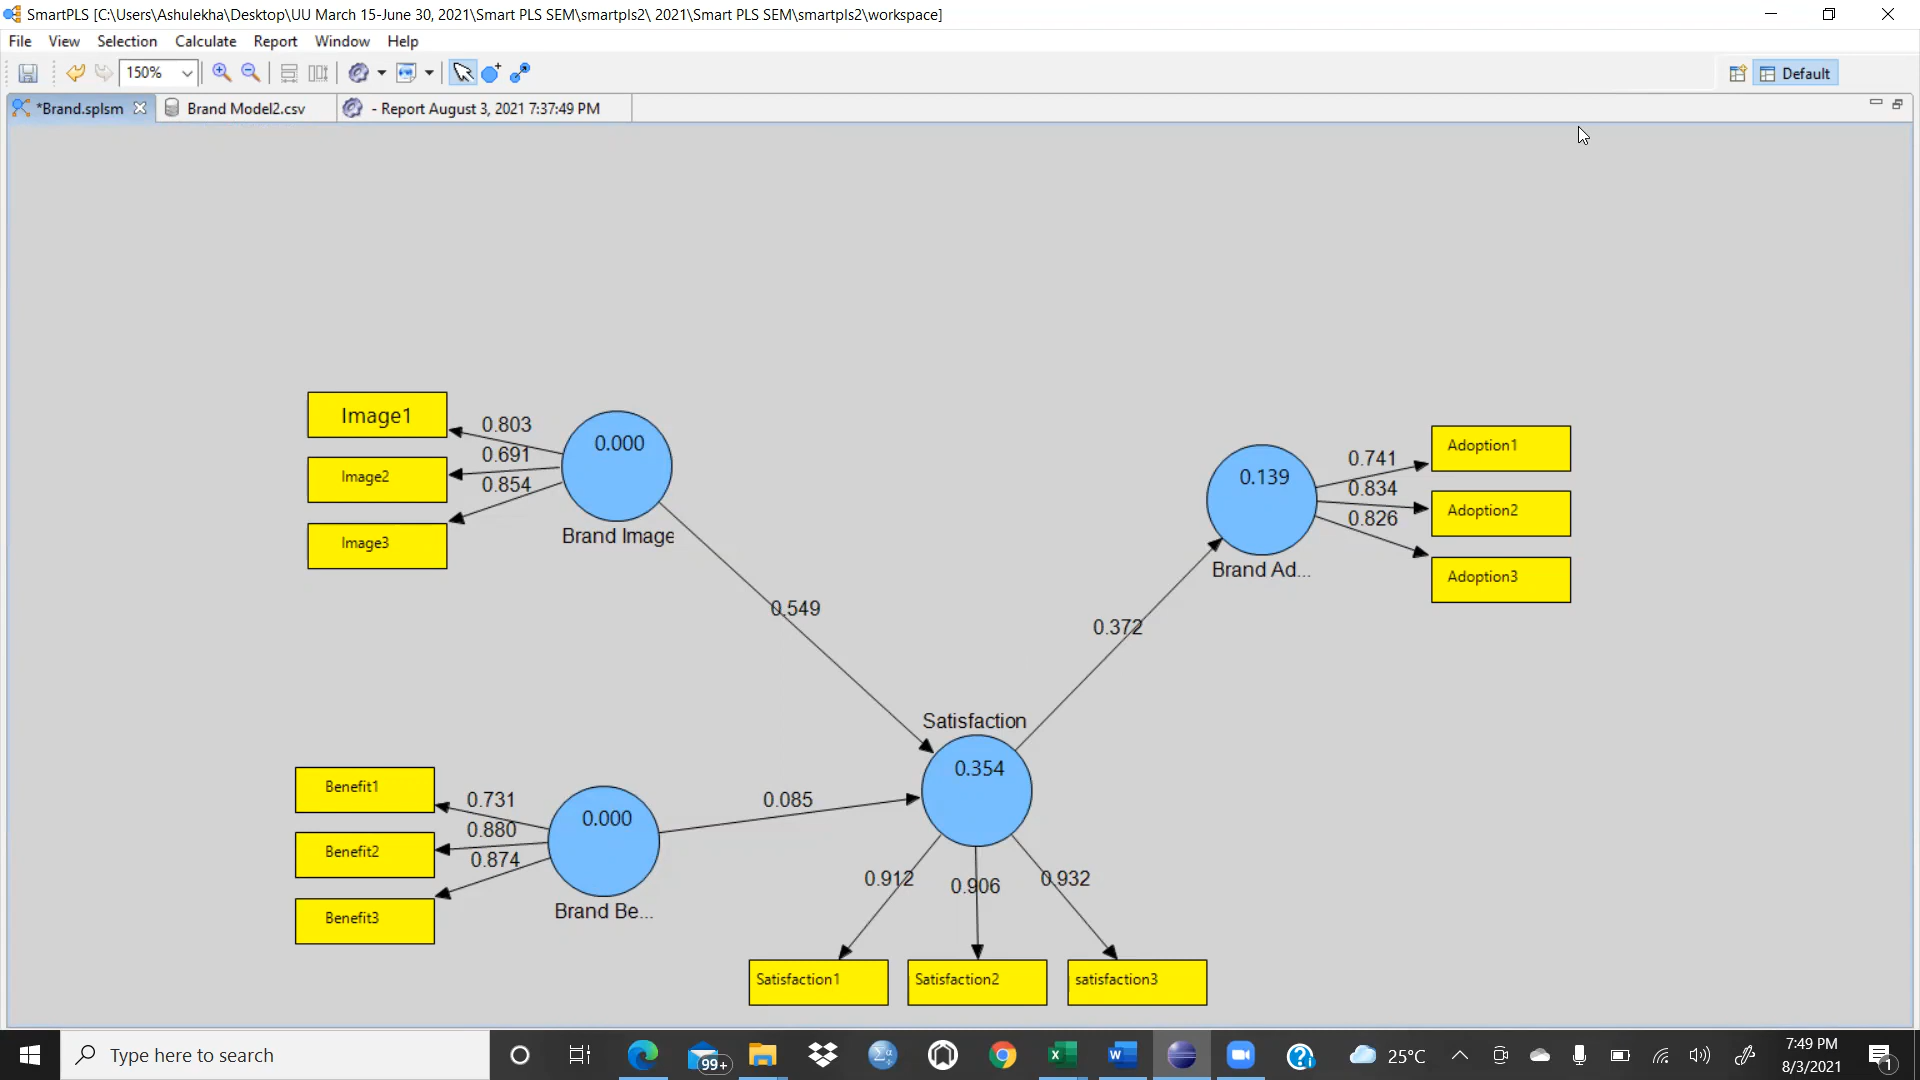 SmartPLS [C:\Users\Ashulekha\Desktop\UU March 15-June 30, 2021\Smart PLS SEM\smartpls2\ 2021\Smart PLS SEM\smartpls2\workspace]
File View Selection Calculate Report Window Help
150%
Default
*Brand.splsm
Brand Model2.csv
- Report August 3, 2021 7:37:49 PM
Image1
Image2
Image3
0.803
0.691
0.854
0.000
Brand Image
0.139
Brand Ad...
0.741
0.834
0.826
Adoption1
Adoption2
Adoption3
0.549
0.372
Satisfaction
0.354
Benefit1
Benefit2
Benefit3
0.731
0.880
0.874
0.000
Brand Be...
0.085
0.912
0.906
0.932
Satisfaction1
Satisfaction2
satisfaction3
Type here to search
99+
Σα
25°C
7:49 PM
8/3/2021
1